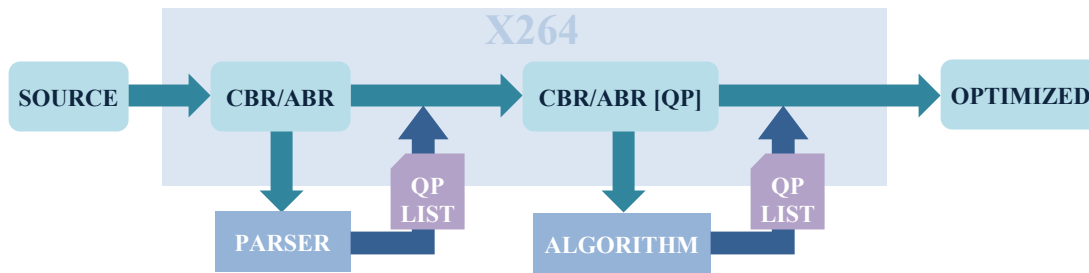 X264
SOURCE
CBR/ABR
CBR/ABR [QP]
OPTIMIZED
QP
LIST
QP
LIST
PARSER
ALGORITHM